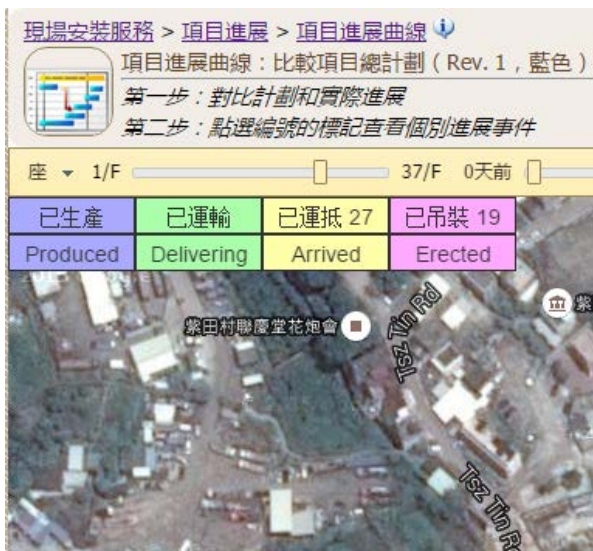 現場安裝服務 > 項目進展 > 項目進展曲線
項目進展曲線：比較項目總計劃（Rev. 1，藍色）
第一步：對比計劃和實際進展
第二步：點選編號的標記查看個別進展事件
座 1/F 37/F 0天前
已生產 已運輸 已運抵 27 已吊裝 19
Produced Delivering Arrived Erected
紫田村聯慶堂花炮會
紫
Tsz Tin Rd
Tsz Tin R